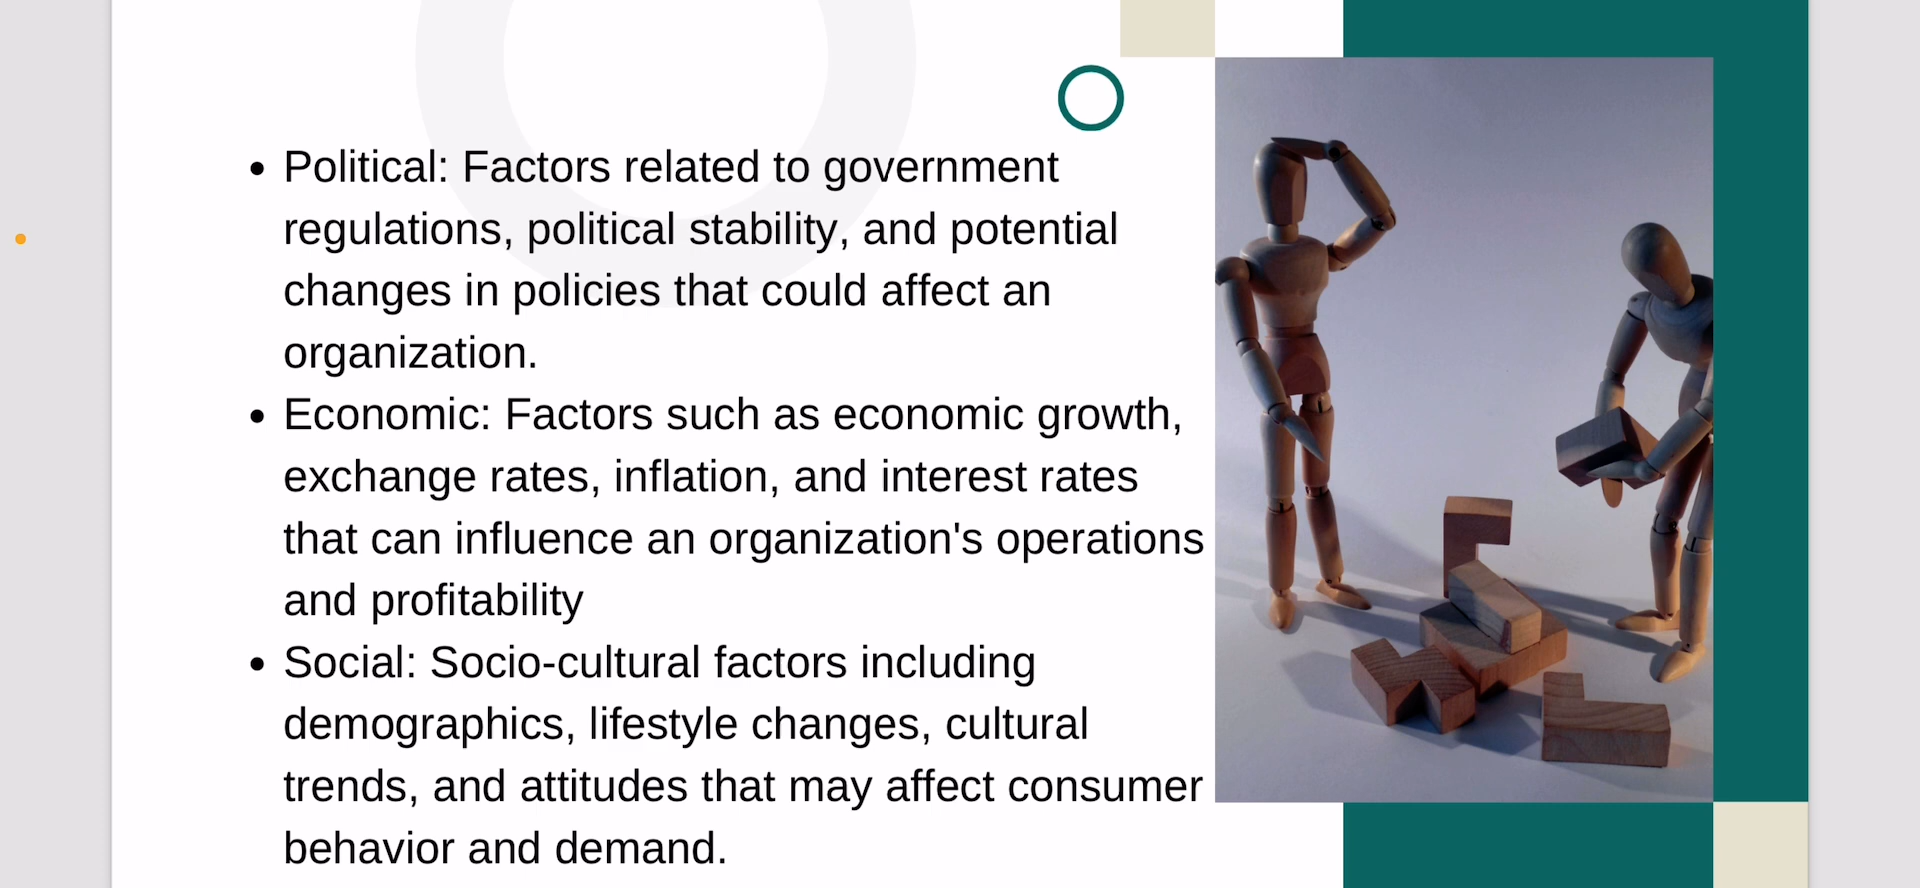 • Political: Factors related to government
regulations, political stability, and potential
changes in policies that could affect an
organization.
• Economic: Factors such as economic growth,
exchange rates, inflation, and interest rates
that can influence an organization's operations
and profitability
• Social: Socio-cultural factors including
demographics, lifestyle changes, cultural
trends, and attitudes that may affect consumer
behavior and demand.